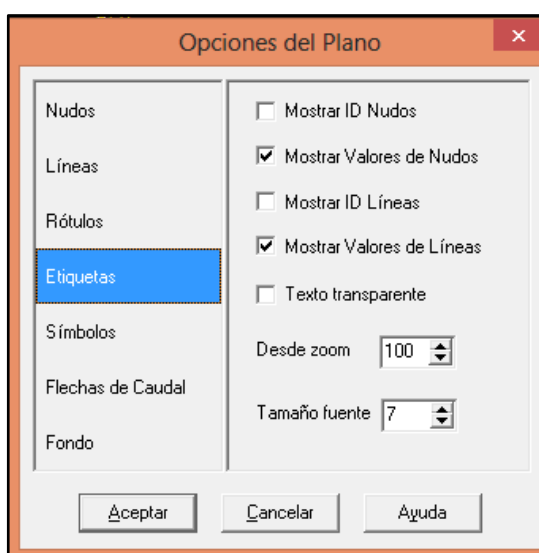 Opciones del Plano
Nudos
Líneas
Rótulos
Etiquetas
Símbolos
Flechas de Caudal
Fondo
Mostrar ID Nudos
Mostrar Valores de Nudos
Mostrar ID Líneas
Mostrar Valores de Líneas
Texto transparente
Desde zoom 100
Tamaño fuente 7
Aceptar Cancelar Ayuda